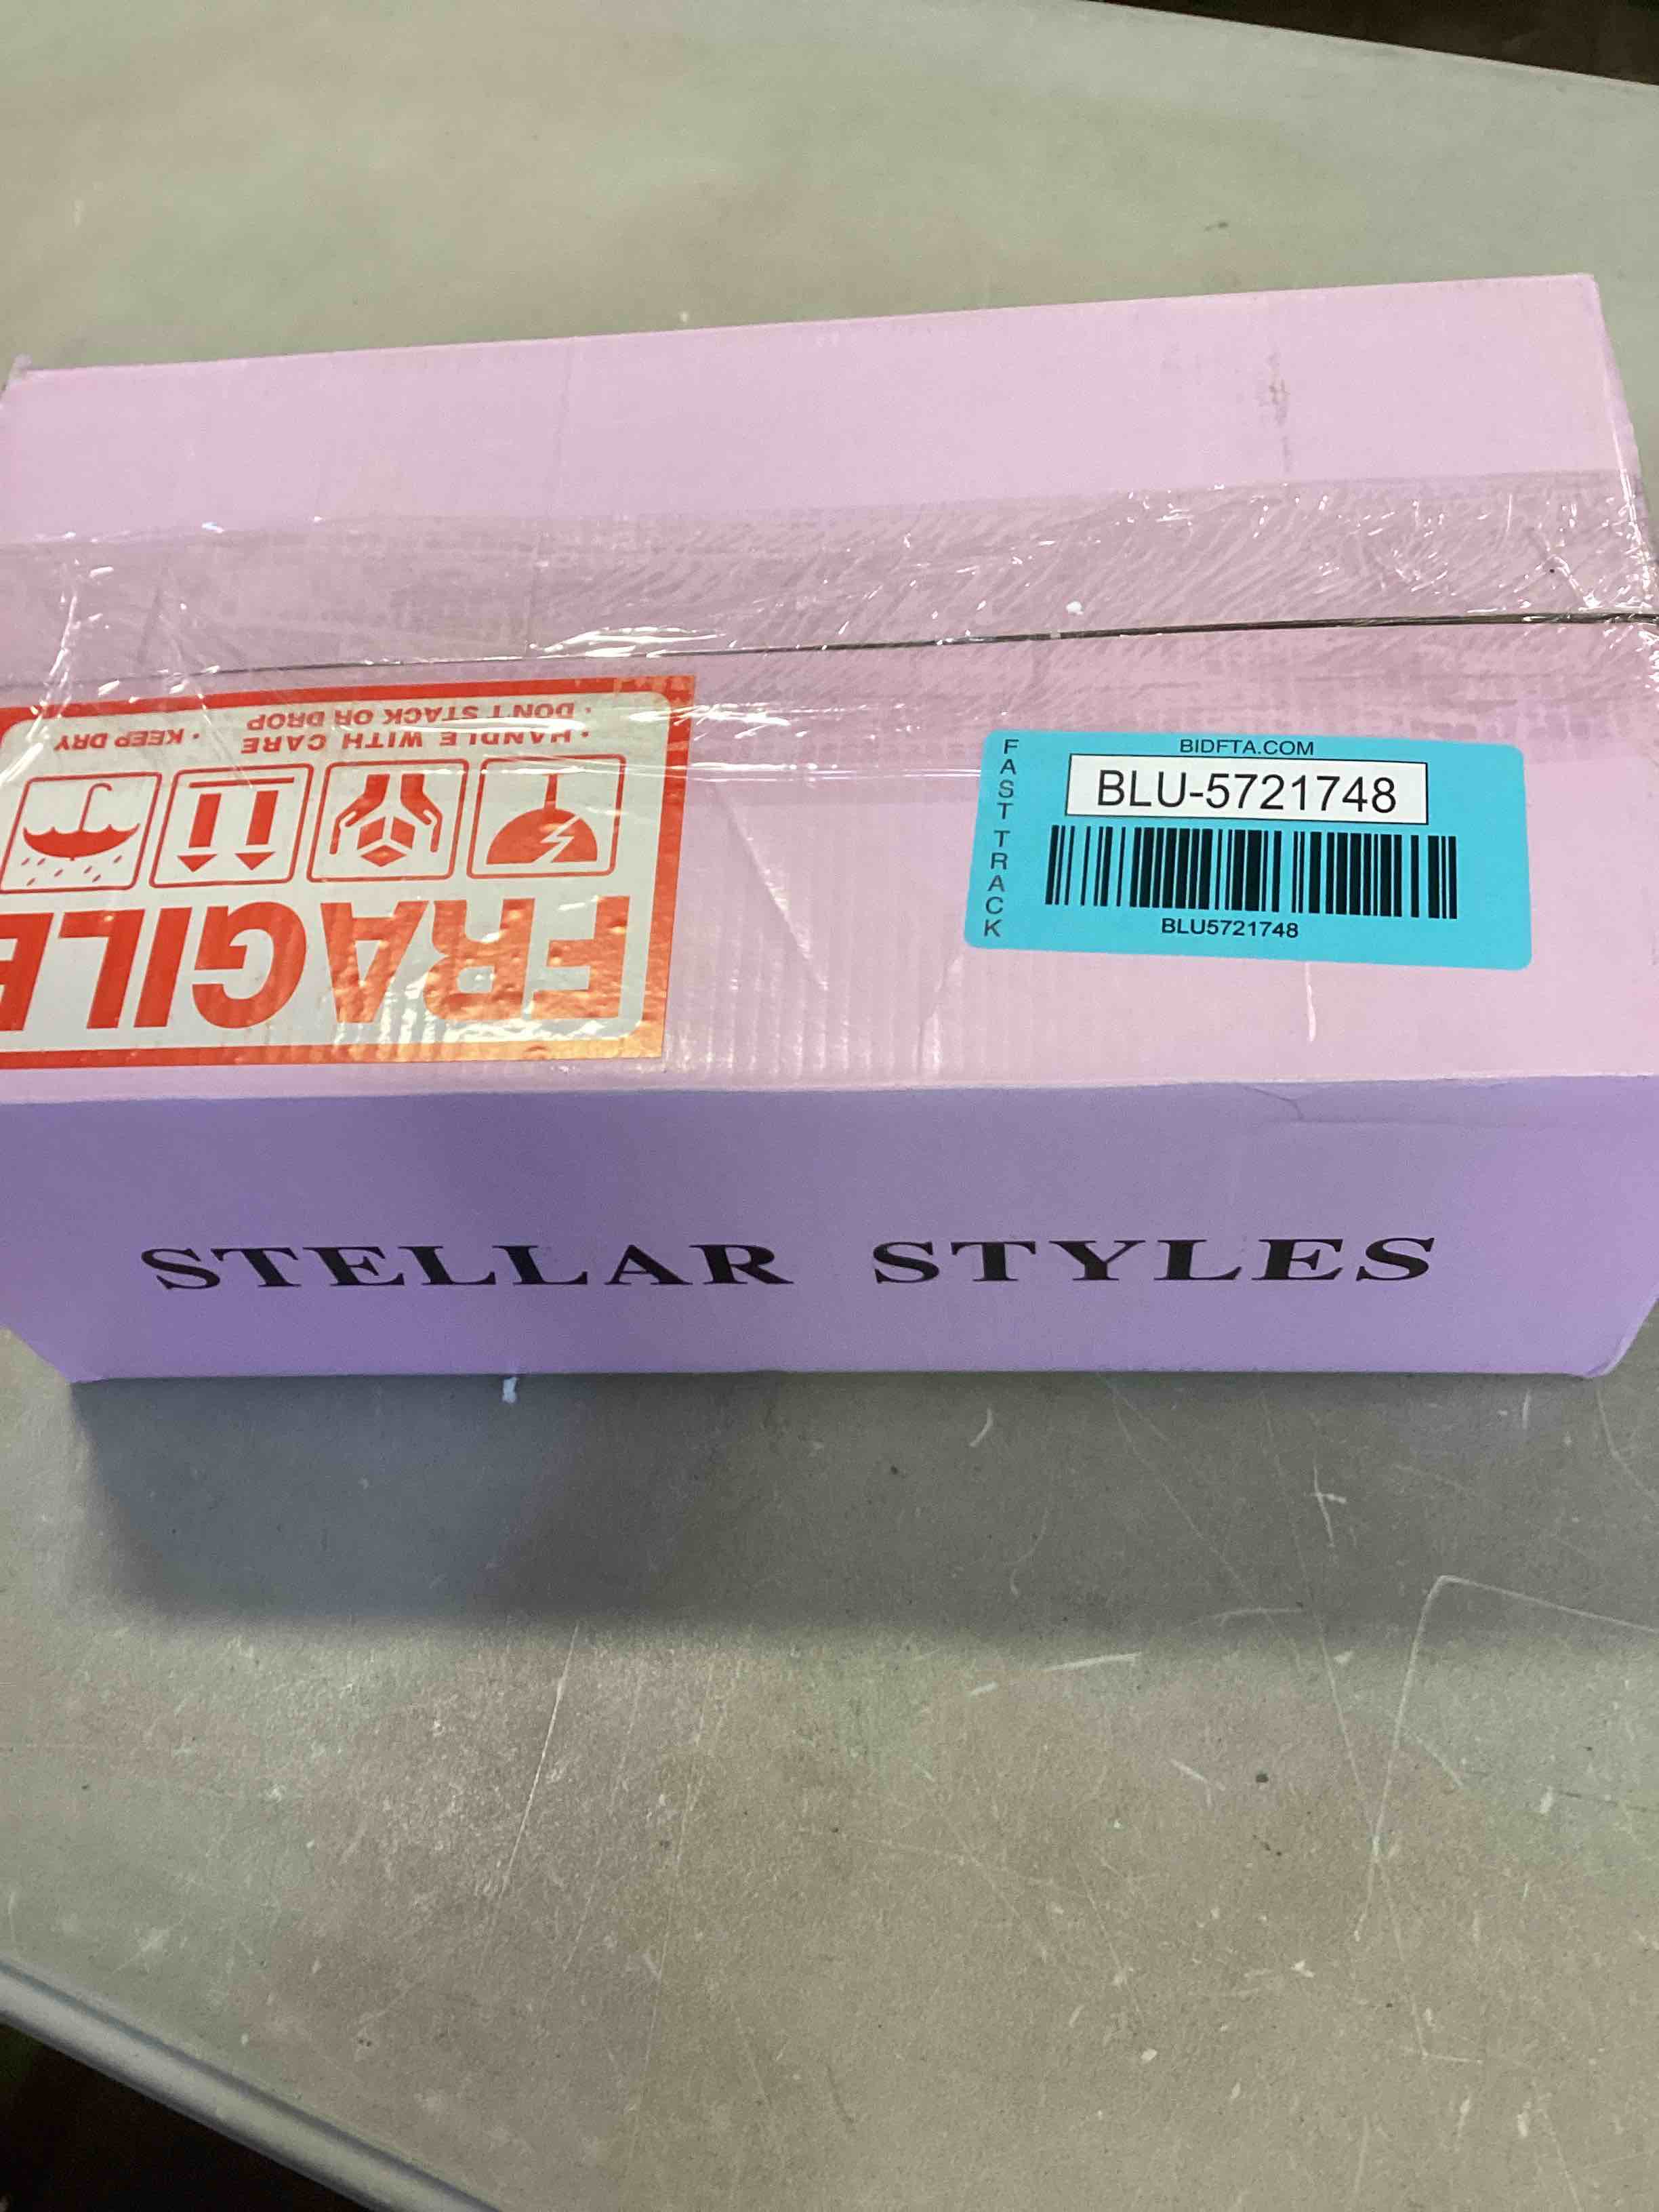 · HANDLE WITH CARE
· KEEP DRY
· DON'T STACK OR DROP
FRAGILE
FAST TRACK
BIDFTA.COM
BLU-5721748
BLU5721748
STELLAR STYLES